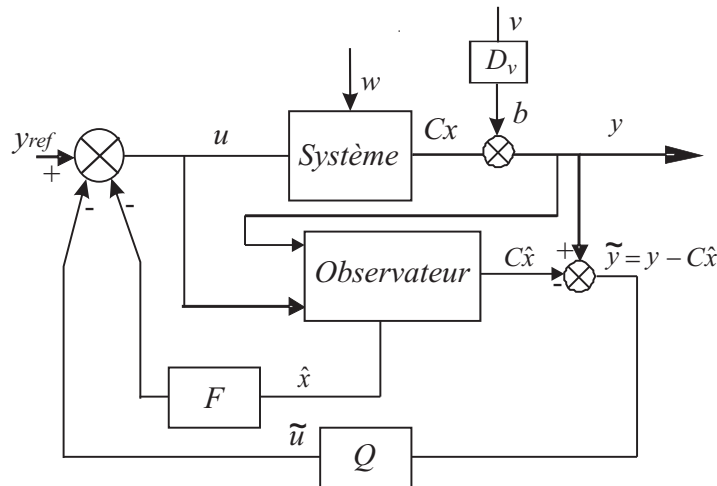 v
D_v
w
b
y_ref
u
Système
Cx
y
+
-
-
Observateur
Cx̂
+
-
ỹ = y – Cx̂
F
x̂
ũ
Q